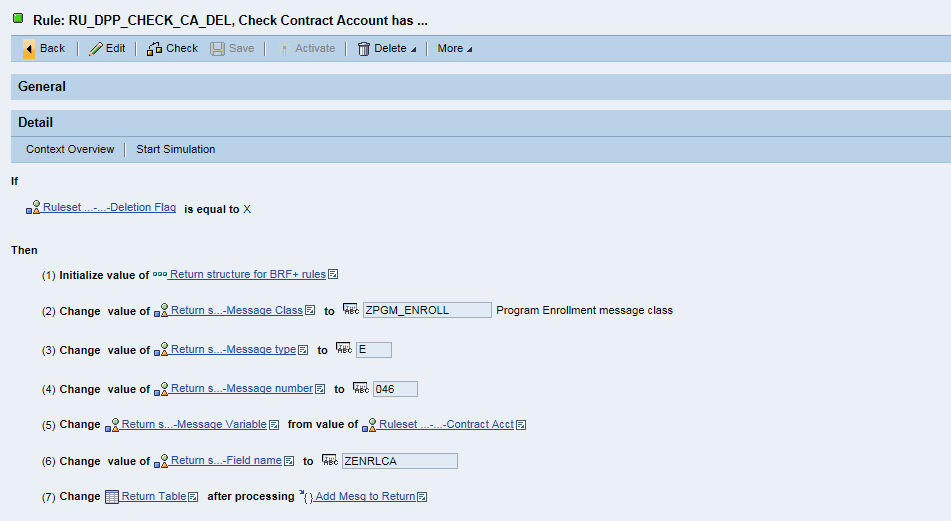 Rule: RU_DPP_CHECK_CA_DEL, Check Contract Account has ...
Back Edit Check Save Activate Delete More
General
Detail
Context Overview Start Simulation
If
Ruleset ...-...-Deletion Flag is equal to X
Then
(1) Initialize value of Return structure for BRF+ rules
(2) Change value of Return s...-Message Class to ZPGM_ENROLL Program Enrollment message class
(3) Change value of Return s...-Message type to E
(4) Change value of Return s...-Message number to 046
(5) Change Return s...-Message Variable from value of Ruleset ...-...-Contract Acct
(6) Change value of Return s...-Field name to ZENRLCA
(7) Change Return Table after processing Add Mesg to Return